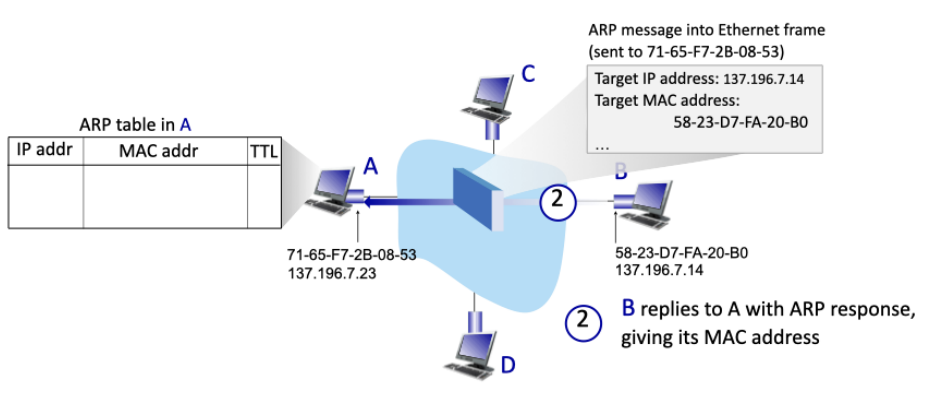 ARP message into Ethernet frame
(sent to 71-65-F7-2B-08-53)
Target IP address: 137.196.7.14
Target MAC address:
58-23-D7-FA-20-B0
...
C
ARP table in A
IP addr MAC addr TTL
A
B
2
71-65-F7-2B-08-53
137.196.7.23
58-23-D7-FA-20-B0
137.196.7.14
2
B replies to A with ARP response,
giving its MAC address
D